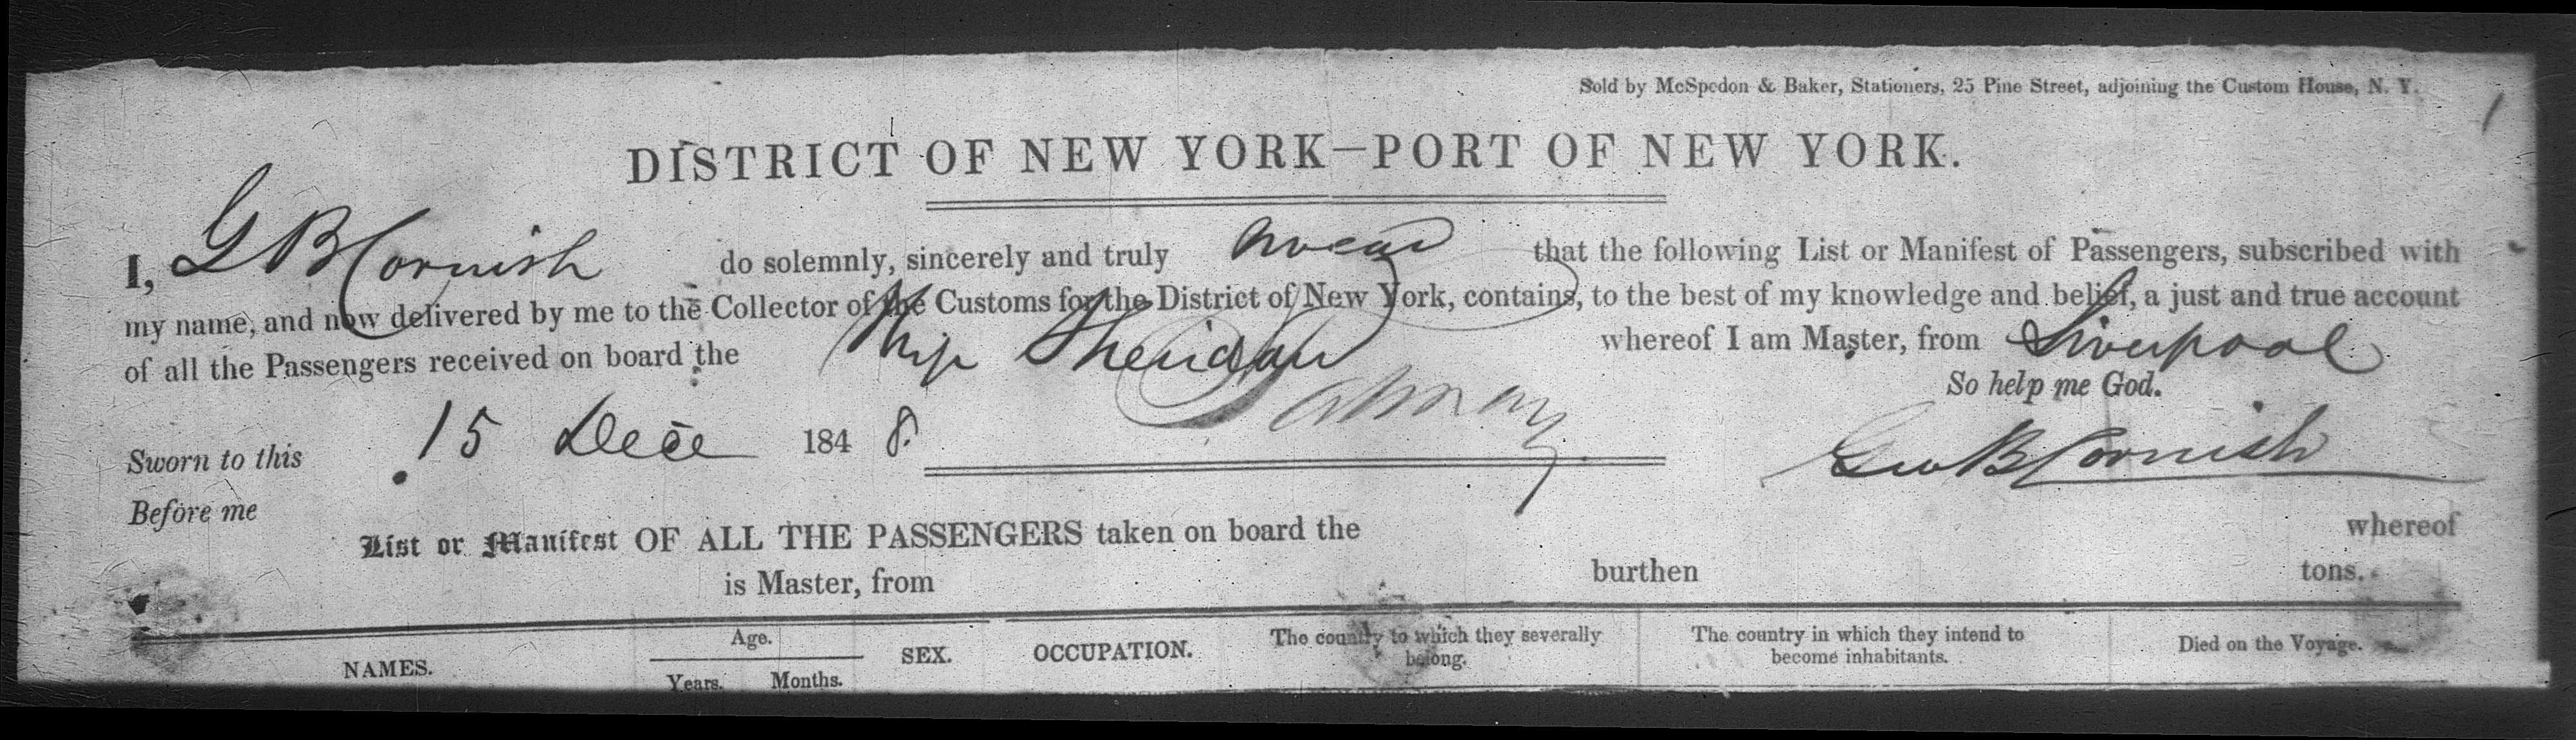 Sold by McSpedon & Baker, Stationers, 25 Pine Street, adjoining the Custom House, N. Y.
DISTRICT OF NEW YORK—PORT OF NEW YORK.
I, G B Cornish do solemnly, sincerely and truly swear that the following List or Manifest of Passengers, subscribed with
my name, and now delivered by me to the Collector of the Customs for the District of New York, contains, to the best of my knowledge and belief, a just and true account
of all the Passengers received on board the Ship Sheridan whereof I am Master, from Liverpool
So help me God.
Sworn to this 15 Dece 1848.
Geo B Cornish
Before me
List or Manifest OF ALL THE PASSENGERS taken on board the whereof
is Master, from burthen tons.
NAMES. Age. Years. Months. SEX. OCCUPATION. The country to which they severally belong. The country in which they intend to become inhabitants. Died on the Voyage.